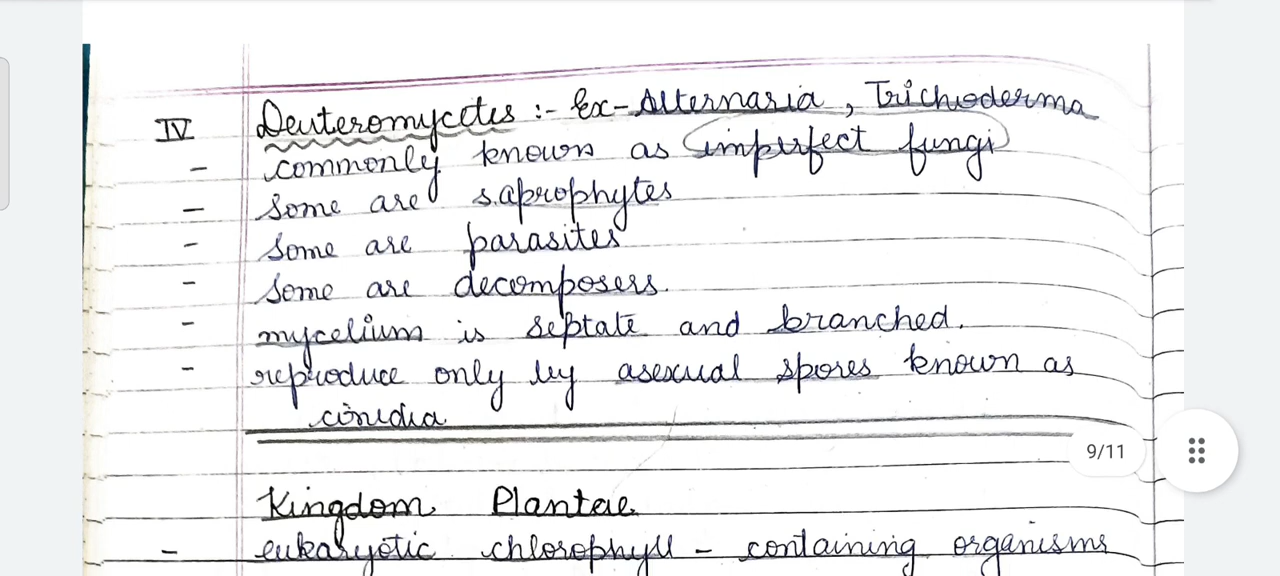 IV Deuteromycetes :- Ex- Alternaria, Trichoderma
- commonly known as imperfect fungi
- Some are saprophytes
- Some are parasites
- Some are decomposers.
- mycelium is septate and branched.
- reproduce only by asexual spores known as
conidia
9/11
Kingdom Plantae
- eukaryotic chlorophyll - containing organisms